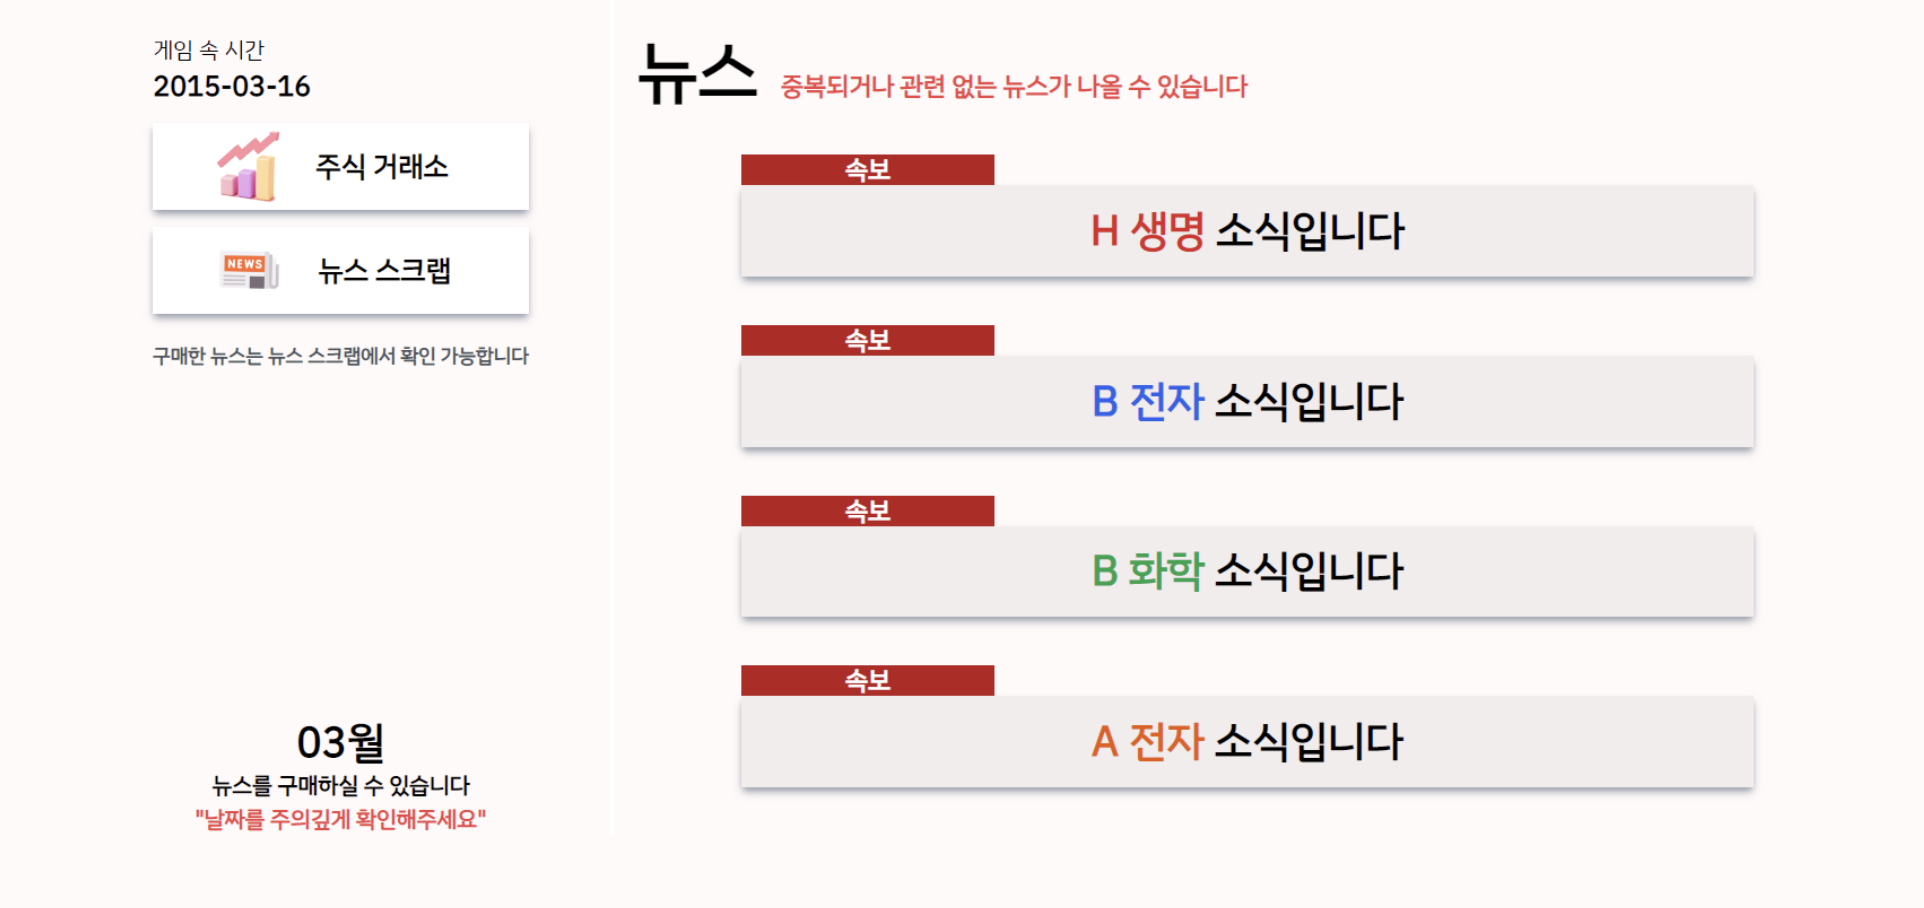 게임 속 시간
2015-03-16
주식 거래소
NEWS
뉴스 스크랩
구매한 뉴스는 뉴스 스크랩에서 확인 가능합니다
03월
뉴스를 구매하실 수 있습니다
"날짜를 주의깊게 확인해주세요"
뉴스 중복되거나 관련 없는 뉴스가 나올 수 있습니다
속보
H 생명 소식입니다
속보
B 전자 소식입니다
속보
B 화학 소식입니다
속보
A 전자 소식입니다